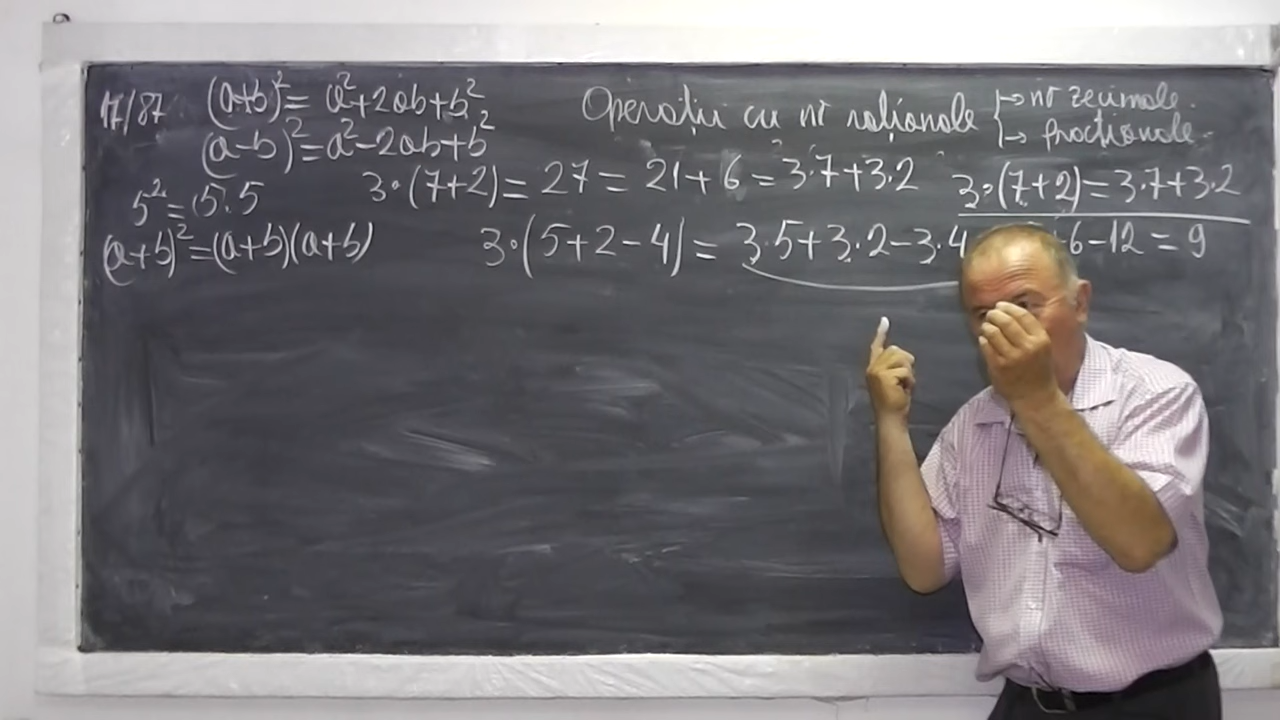 17/87 (a+b)²= a²+2ab+b² Operații cu nr raționale → nr zecimale.
(a-b)²=a²-2ab+b² → fracționale.
5²=5.5 3·(7+2)= 27= 21+6=3.7+3.2 3·(7+2)=3.7+3.2
(a+b)²=(a+b)(a+b) 3·(5+2-4)= 3.5+3.2-3.4 6-12=9